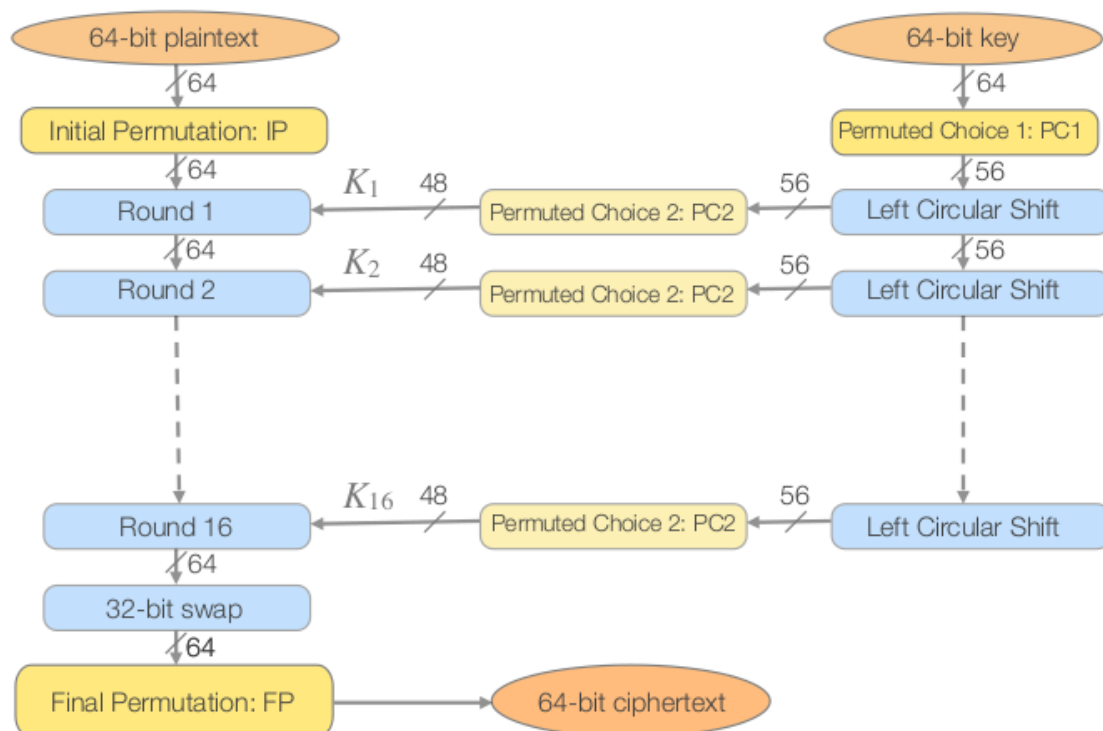 64-bit plaintext
64-bit key
64
64
Initial Permutation: IP
Permuted Choice 1: PC1
64
56
K1
48
56
Round 1
Permuted Choice 2: PC2
Left Circular Shift
64
56
K2
48
56
Round 2
Permuted Choice 2: PC2
Left Circular Shift
K16
48
56
Round 16
Permuted Choice 2: PC2
Left Circular Shift
64
32-bit swap
64
Final Permutation: FP
64-bit ciphertext